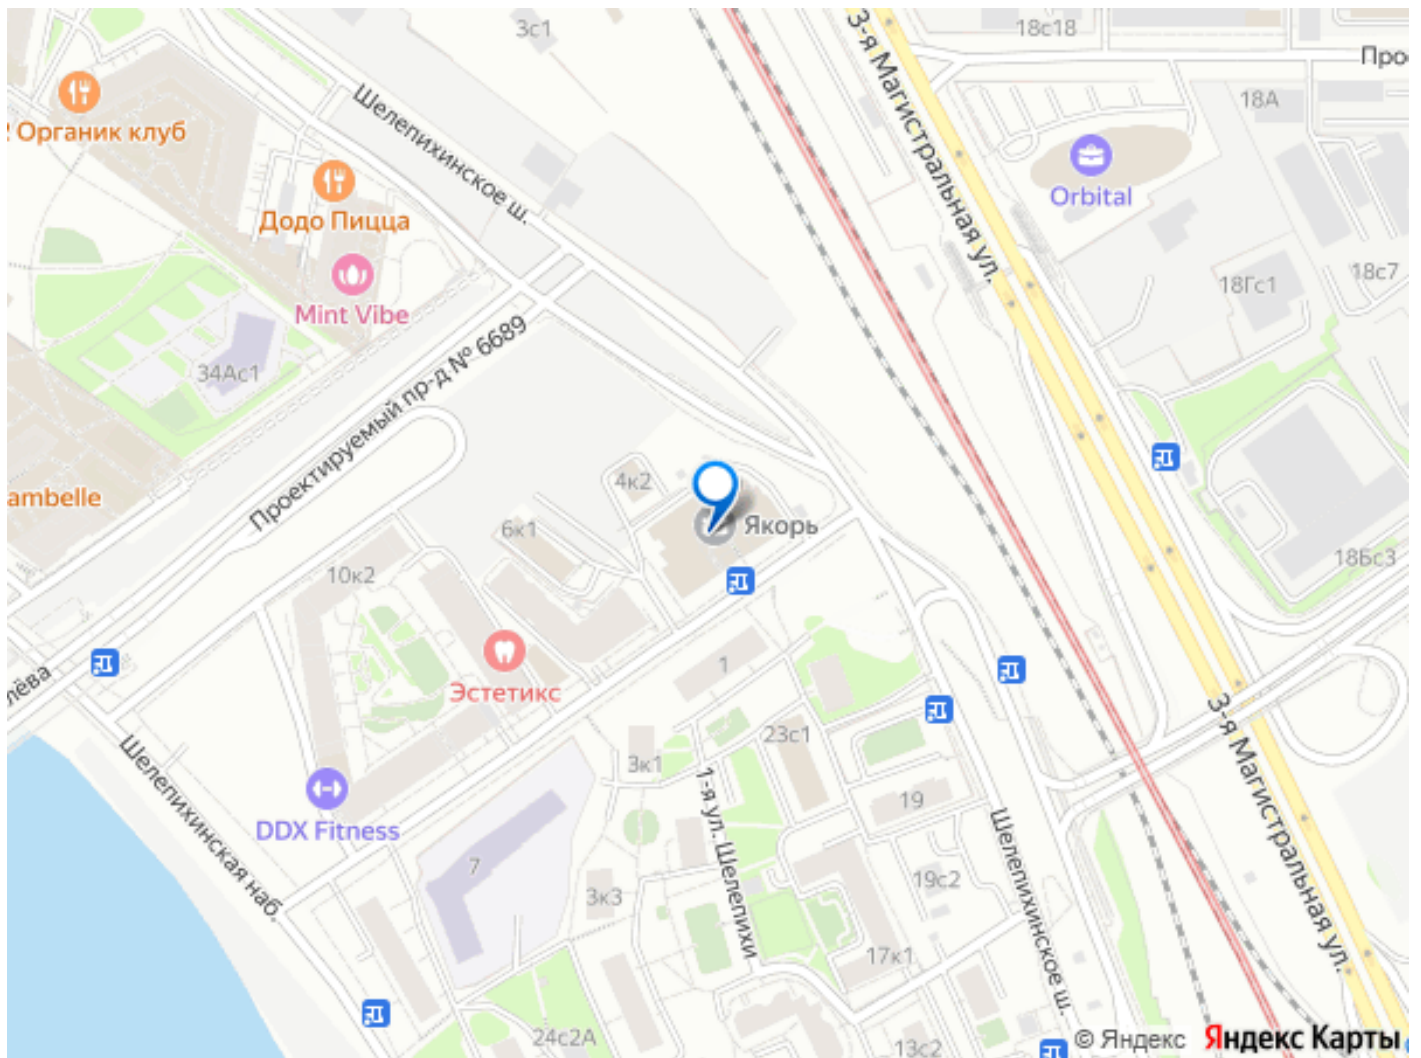 3с1
18с18
Про
3-я Магистральная ул.
18А
Шелепихинское ш.
2 Органик клуб
Додо Пицца
Orbital
Mint Vibe
18с7
18Гс1
34Ас1
Проектируемый пр-д № 6689
ambelle
4к2
Якорь
6к1
18Бс3
10к2
1
Эстетикс
лёва
3-я Магистральная ул.
23с1
3к1
Шелепихинская наб.
1-я ул. Шелепихи
19
DDX Fitness
Шелепихинское ш.
7
19с2
3к3
17к1
24с2А
13с2
© Яндекс Яндекс Карты